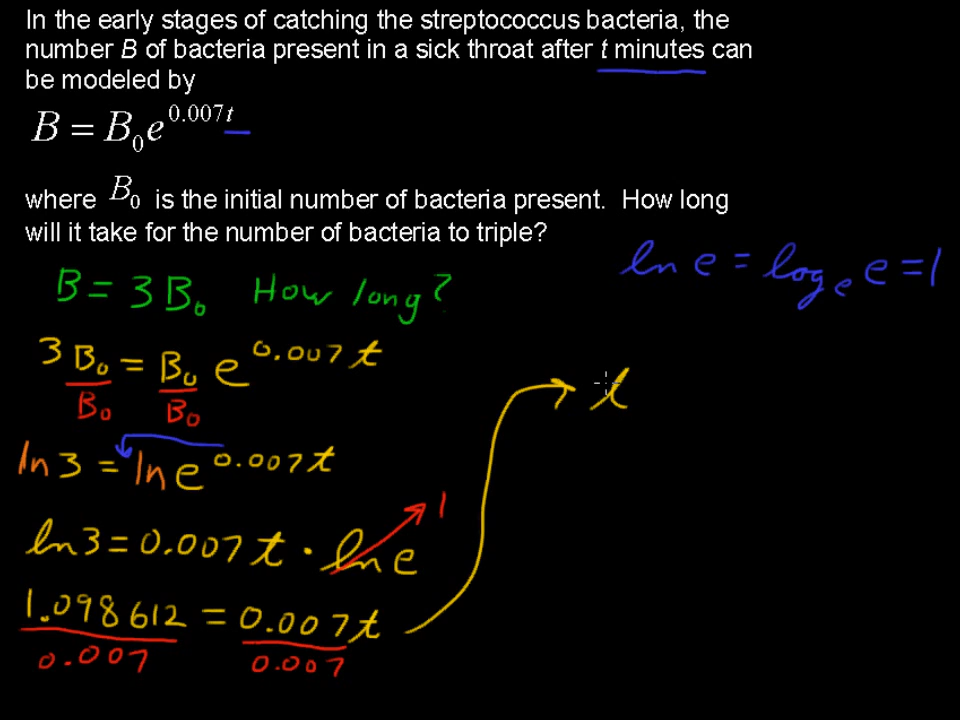 In the early stages of catching the streptococcus bacteria, the
number B of bacteria present in a sick throat after t minutes can
be modeled by
B = B₀e^0.007t
where B₀ is the initial number of bacteria present. How long
will it take for the number of bacteria to triple?
ln e = logₑ e = 1
B = 3B₀ How long?
3B₀ = B₀ e^0.007t
B₀ B₀
ln 3 = ln e^0.007t
ln 3 = 0.007t · ln e 1
1.098612 = 0.007t
0.007 0.007
t